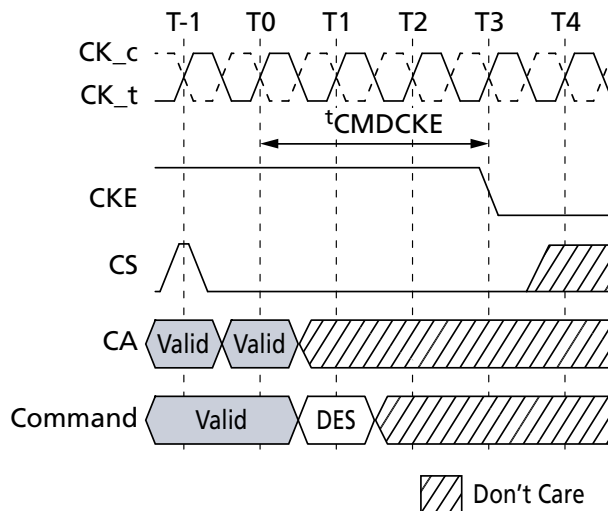 T-1 T0 T1 T2 T3 T4
CK_c
CK_t
tCMDCKE
CKE
CS
CA Valid Valid
Command Valid DES
Don't Care